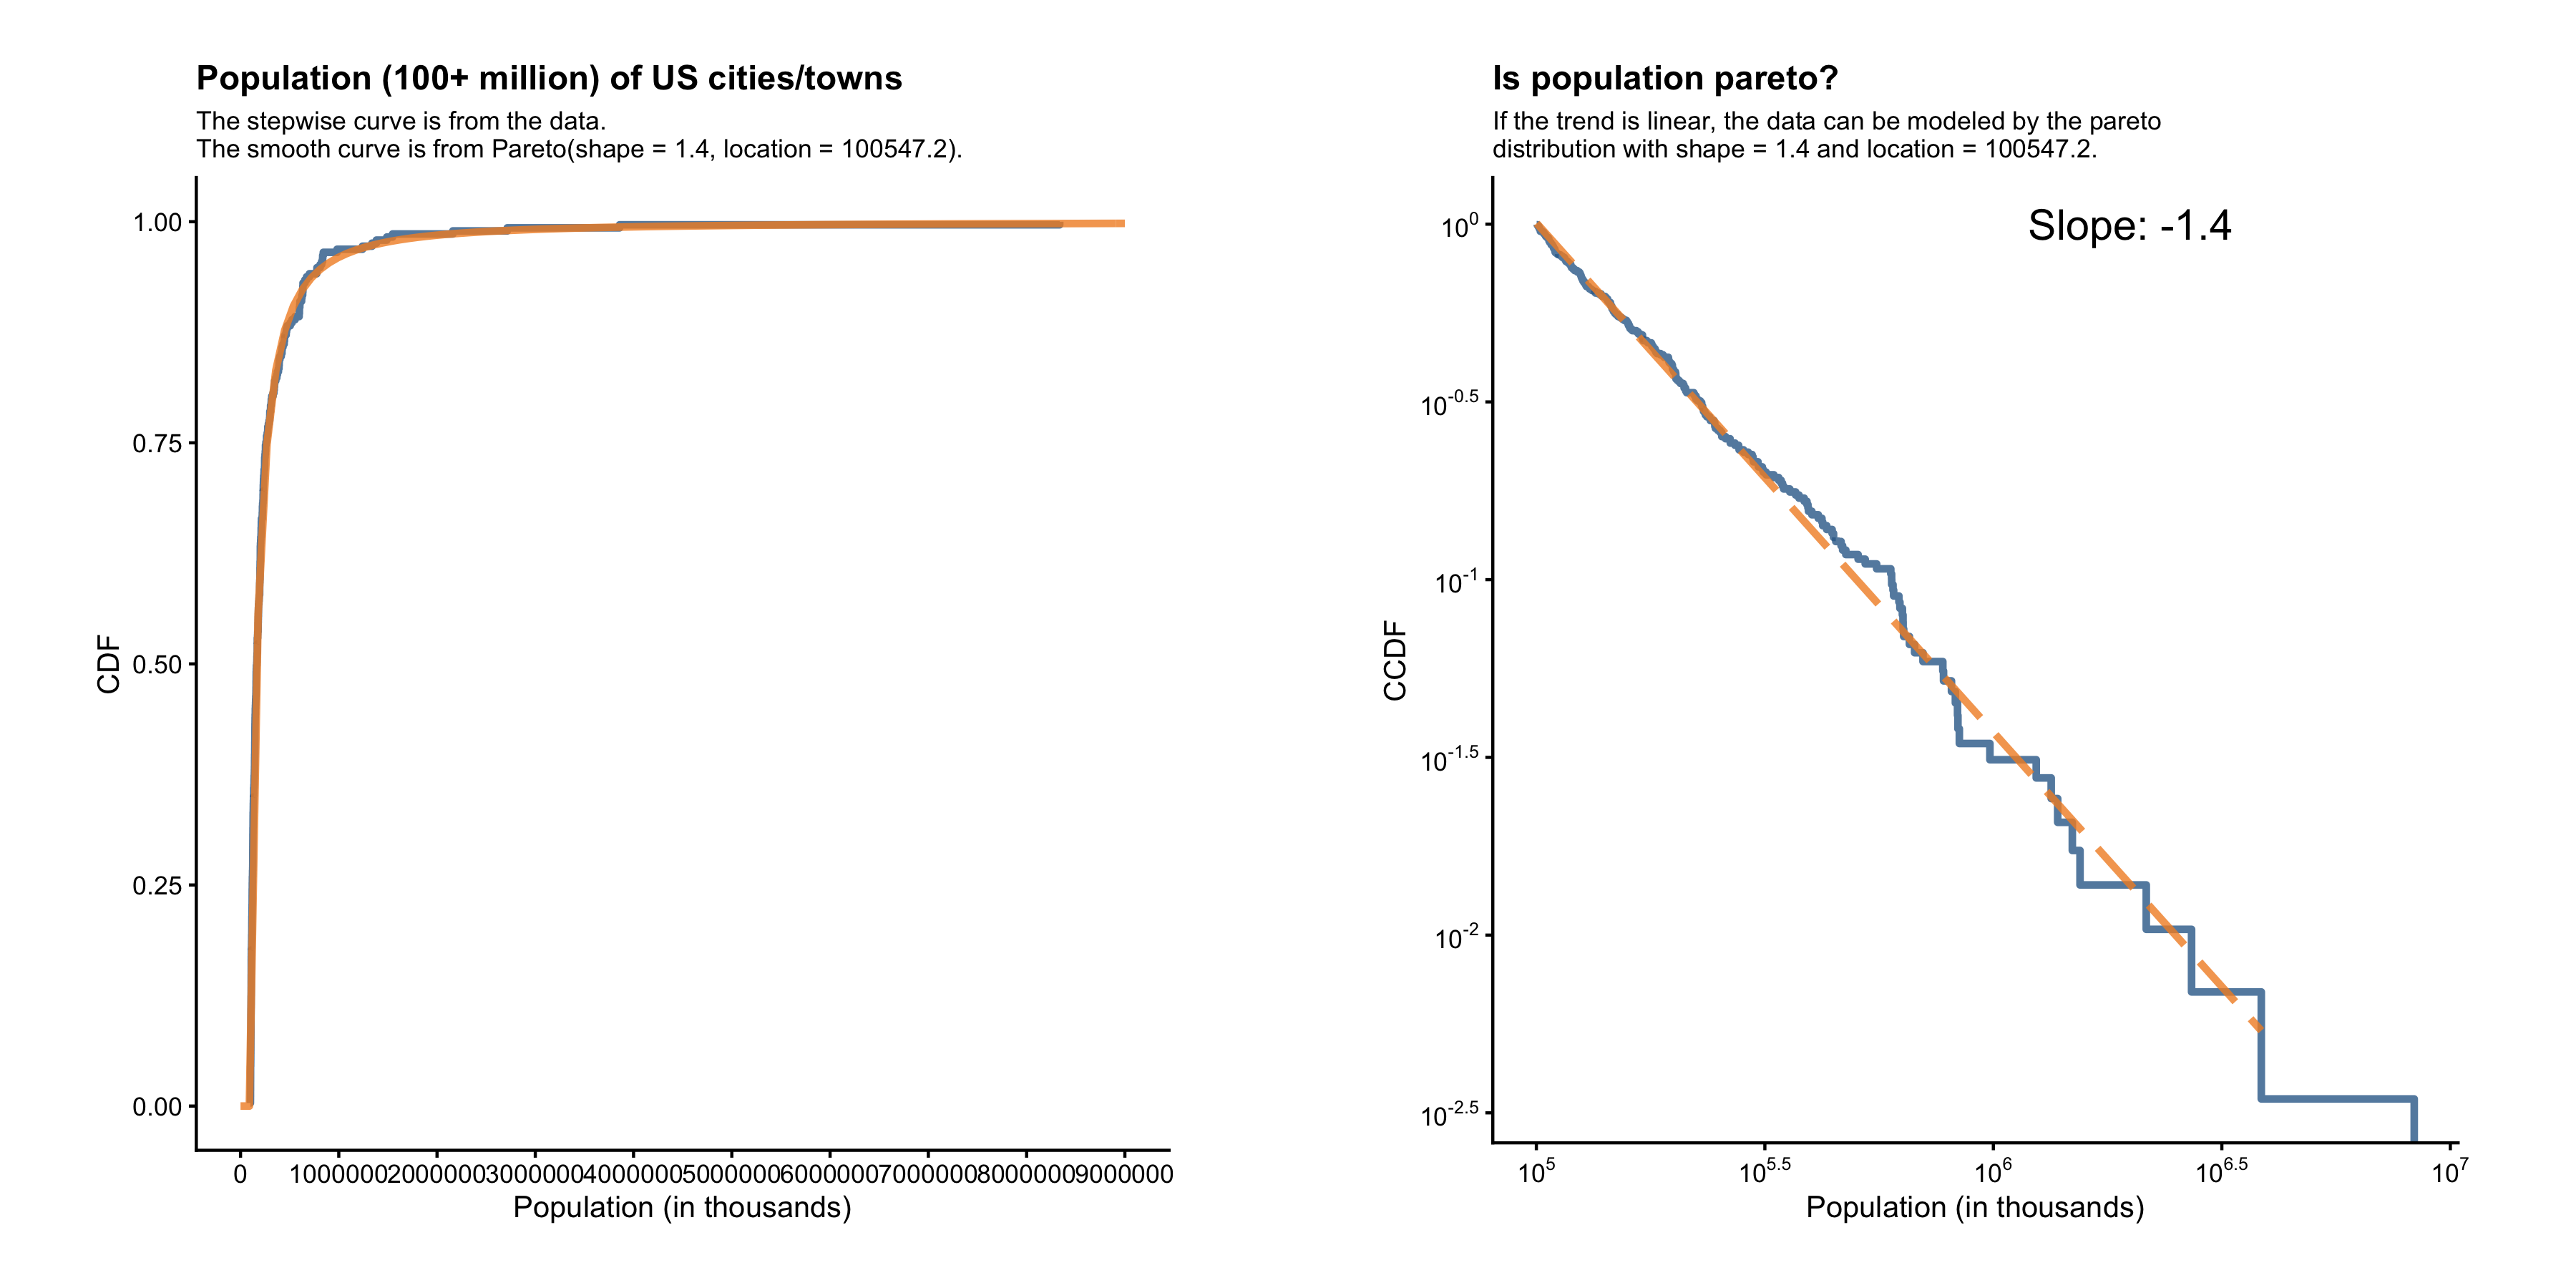 Population (100+ million) of US cities/towns
The stepwise curve is from the data.
The smooth curve is from Pareto(shape = 1.4, location = 100547.2).
1.00
0.75
0.50
0.25
0.00
CDF
0 1000000 2000000 3000000 4000000 5000000 6000000 7000000 8000000 9000000
Population (in thousands)
Is population pareto?
If the trend is linear, the data can be modeled by the pareto
distribution with shape = 1.4 and location = 100547.2.
Slope: -1.4
10^0
10^-0.5
10^-1
10^-1.5
10^-2
10^-2.5
CCDF
10^5 10^5.5 10^6 10^6.5 10^7
Population (in thousands)